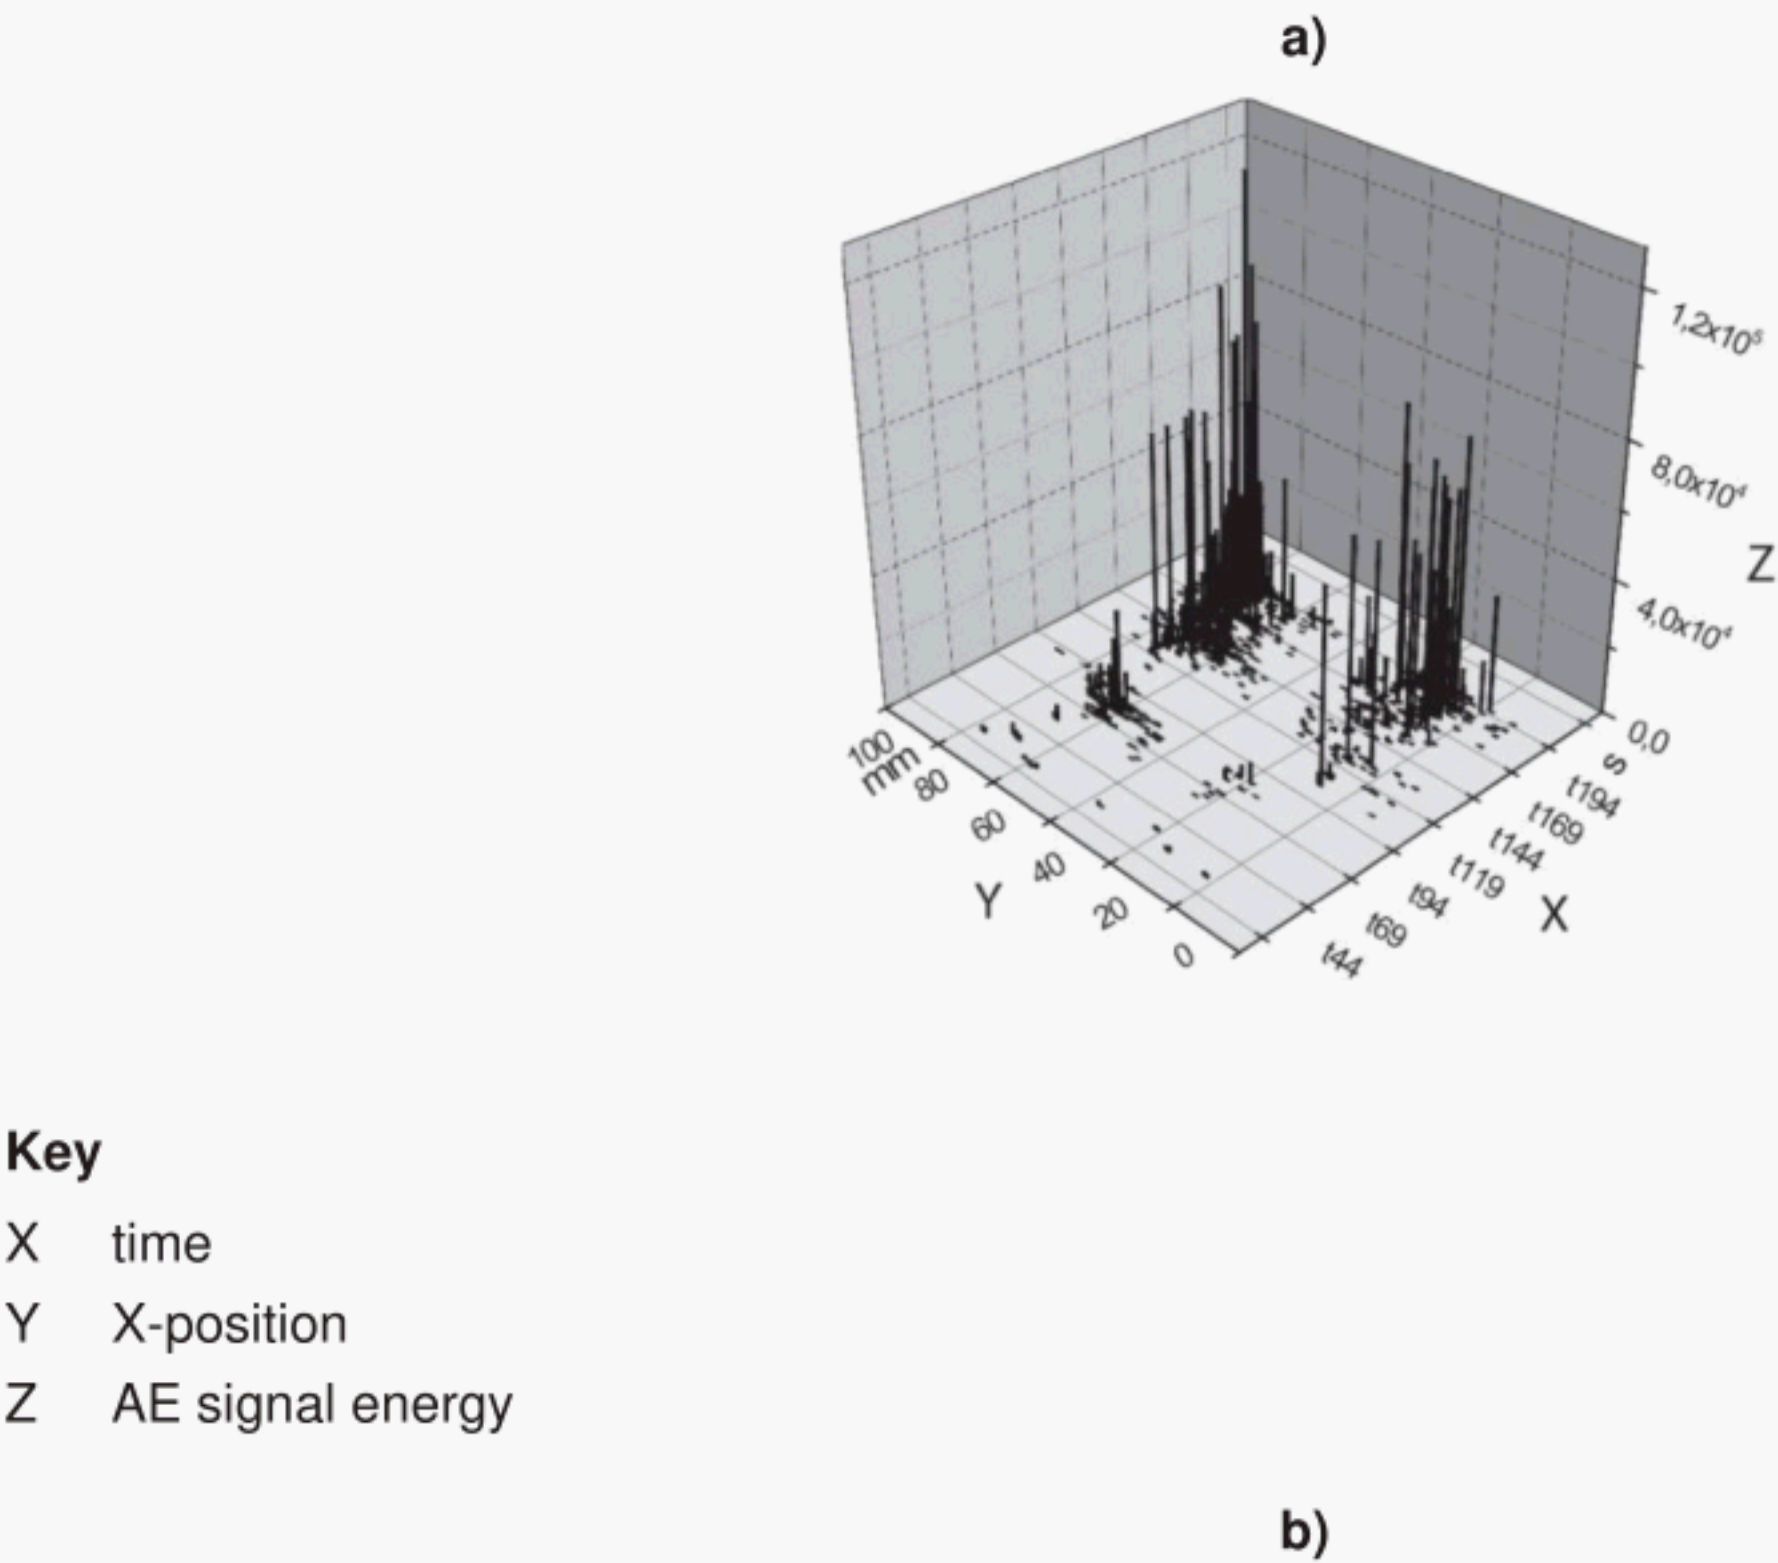 a)
1,2x10⁵
8,0x10⁴
Z
4,0x10⁴
0,0
s
100
mm
80
60
40
20
0
Y
t194
t169
t144
t119
t94
t69
t44
X
Key
X time
Y X-position
Z AE signal energy
b)